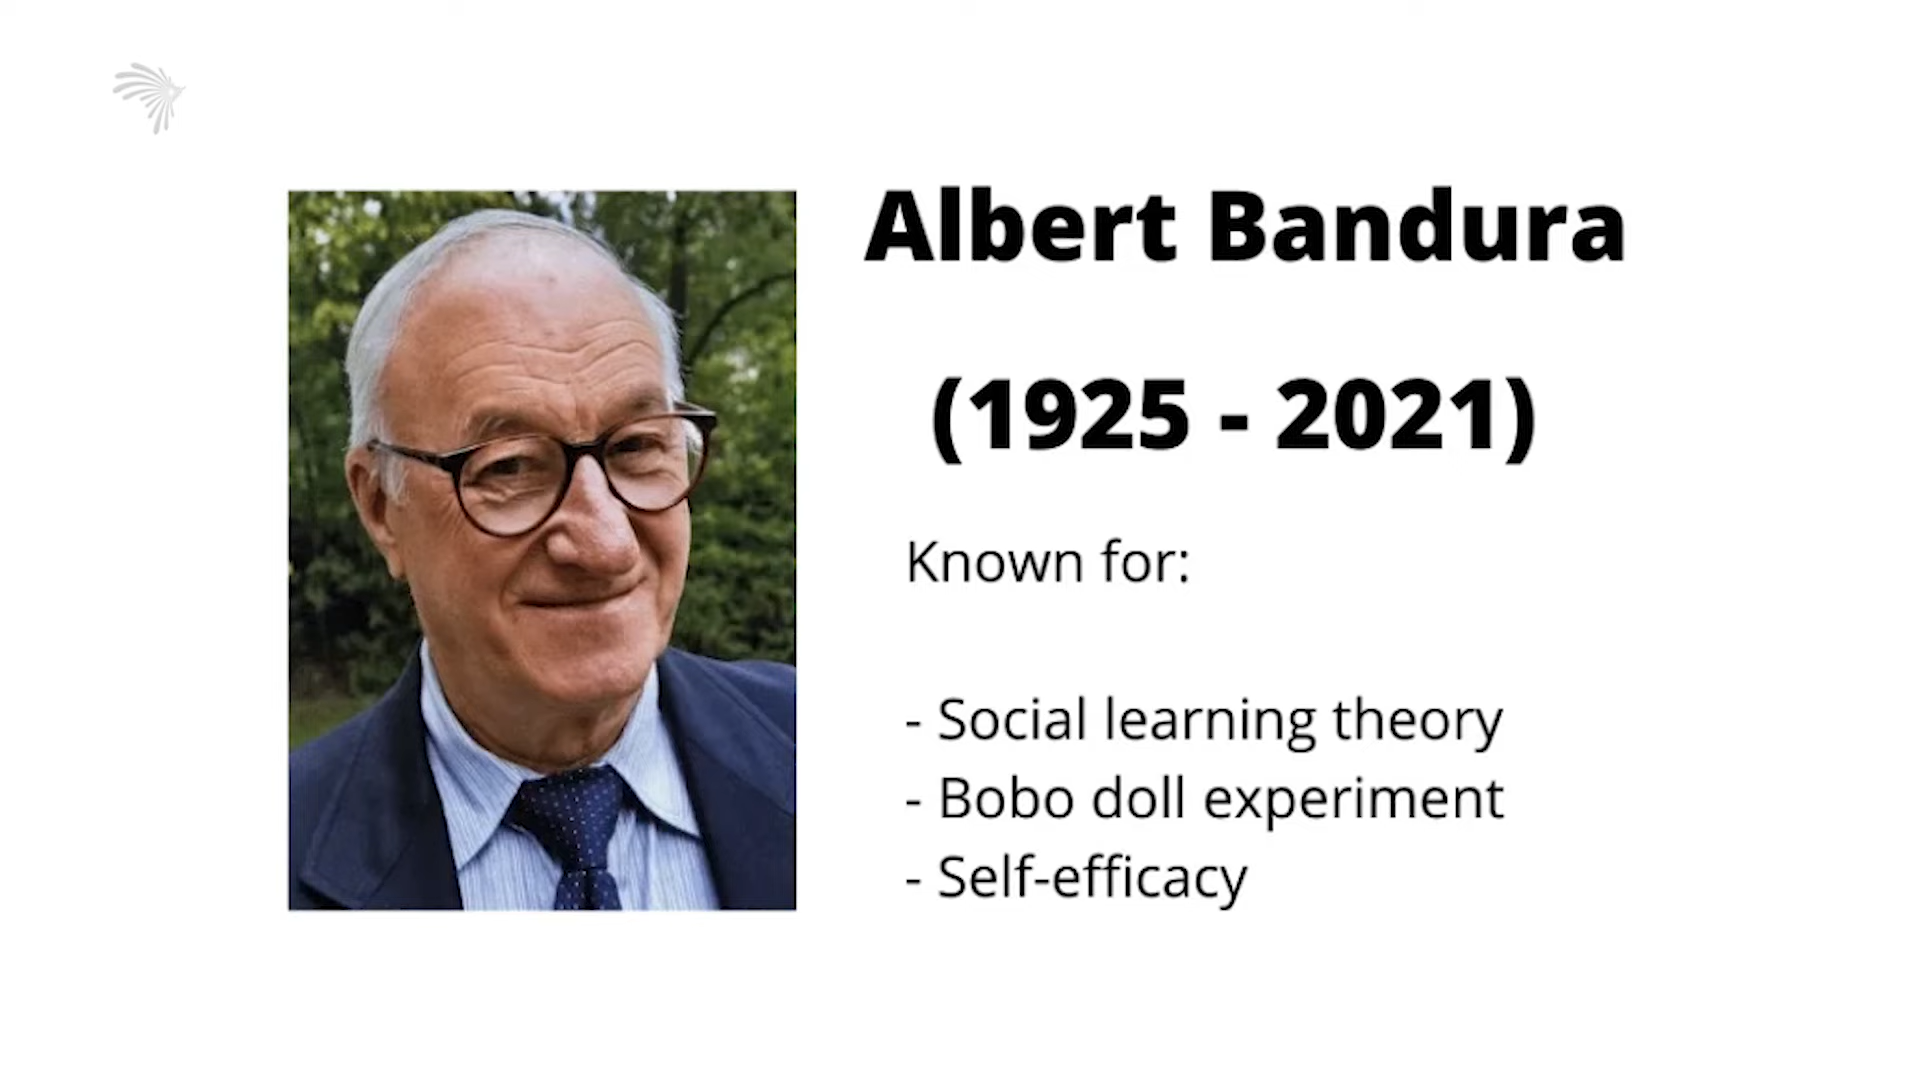 Albert Bandura
(1925 - 2021)
Known for:
- Social learning theory
- Bobo doll experiment
- Self-efficacy